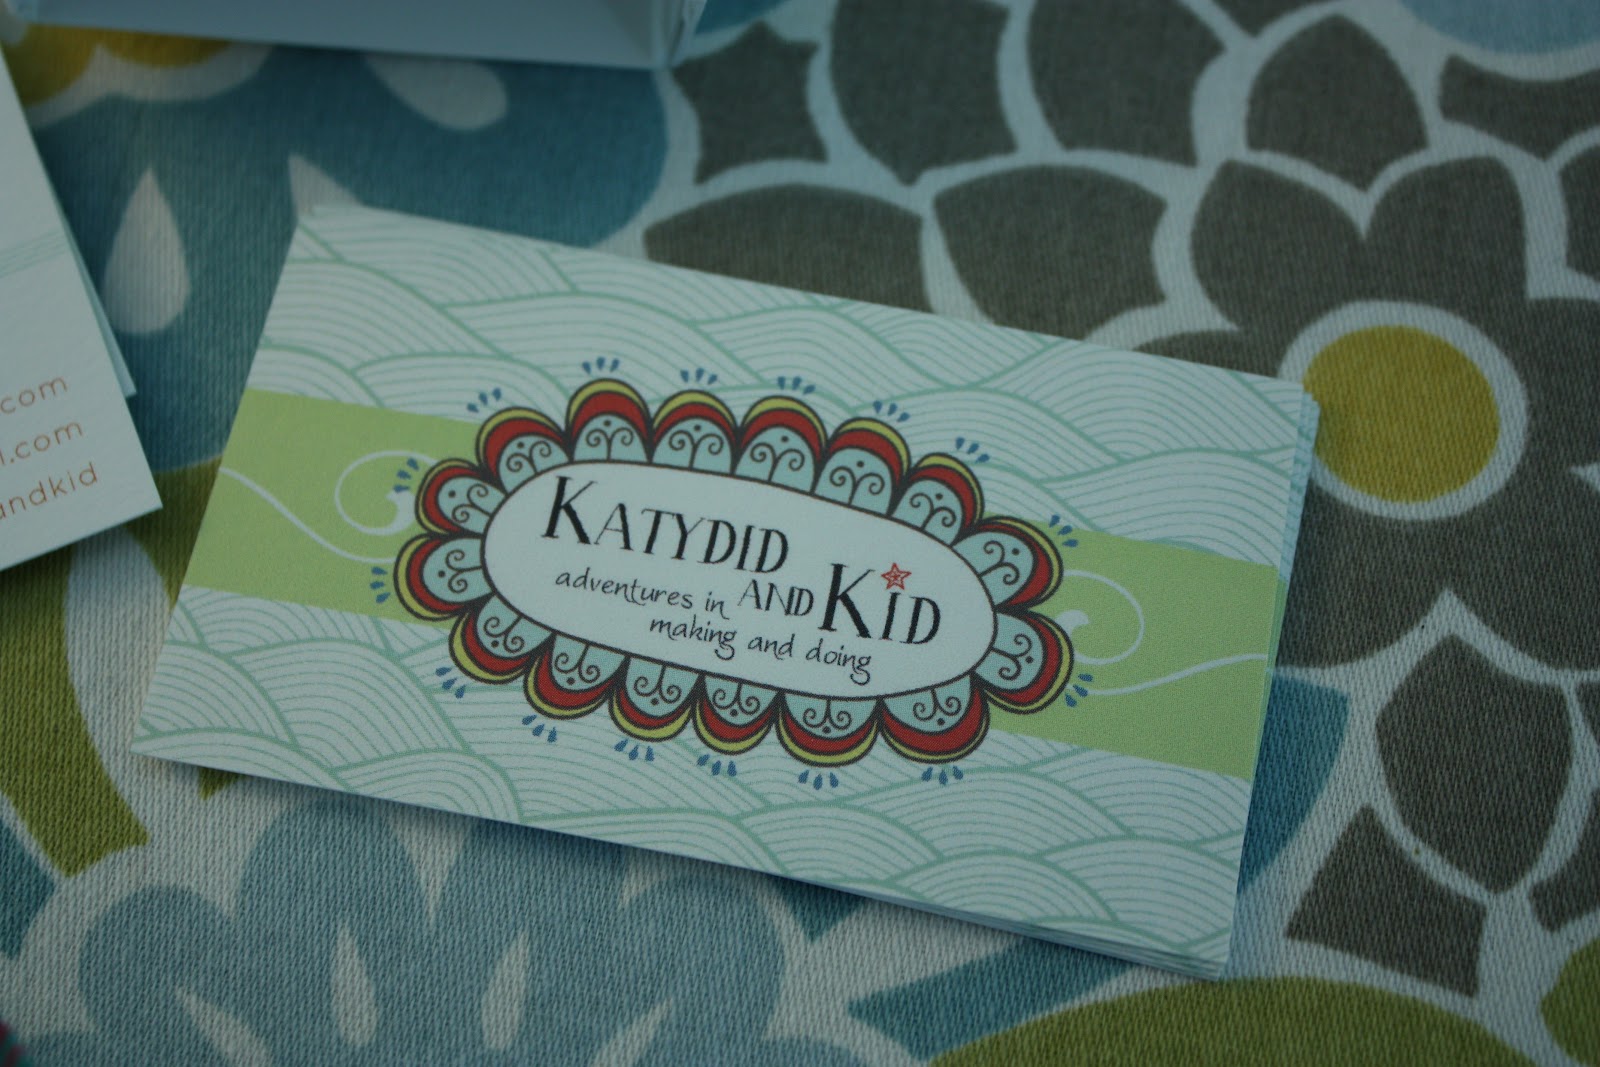 KATYDID
AND KID
adventures in
making and doing
.com
.com
andkid